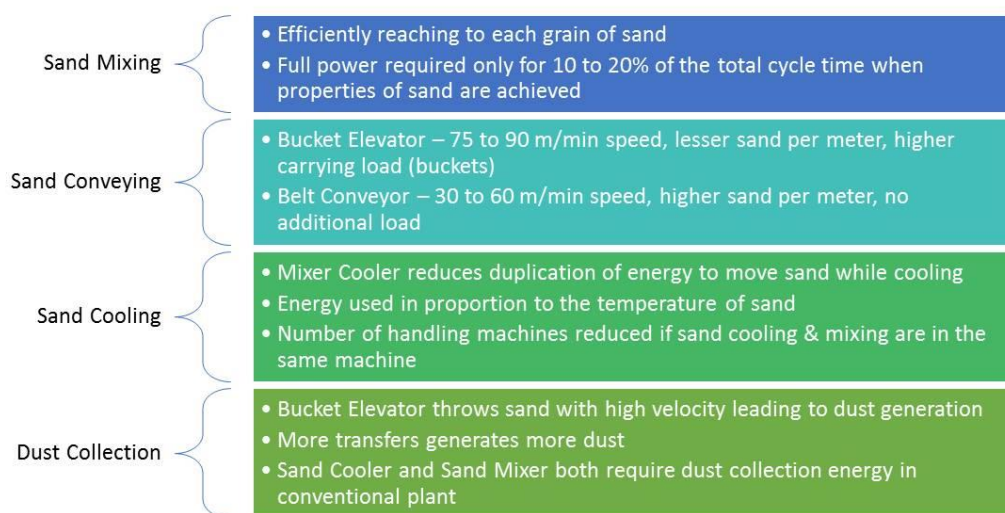 Sand Mixing
• Efficiently reaching to each grain of sand
• Full power required only for 10 to 20% of the total cycle time when
properties of sand are achieved
Sand Conveying
• Bucket Elevator – 75 to 90 m/min speed, lesser sand per meter, higher
carrying load (buckets)
• Belt Conveyor – 30 to 60 m/min speed, higher sand per meter, no
additional load
Sand Cooling
• Mixer Cooler reduces duplication of energy to move sand while cooling
• Energy used in proportion to the temperature of sand
• Number of handling machines reduced if sand cooling & mixing are in the
same machine
Dust Collection
• Bucket Elevator throws sand with high velocity leading to dust generation
• More transfers generates more dust
• Sand Cooler and Sand Mixer both require dust collection energy in
conventional plant